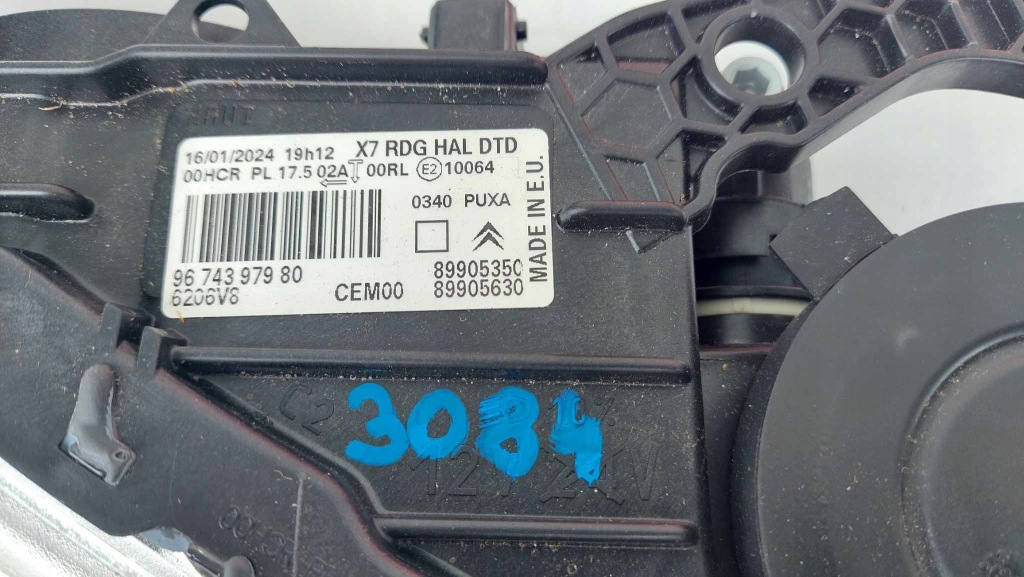 16/01/2024 19h12 X7 RDG HAL DTD
00HCR PL 17.5 02A 00RL E2 10064
0340 PUXA
MADE IN E.U.
96 743 979 80
89905350
6206V8 CEM00 89905630
3084